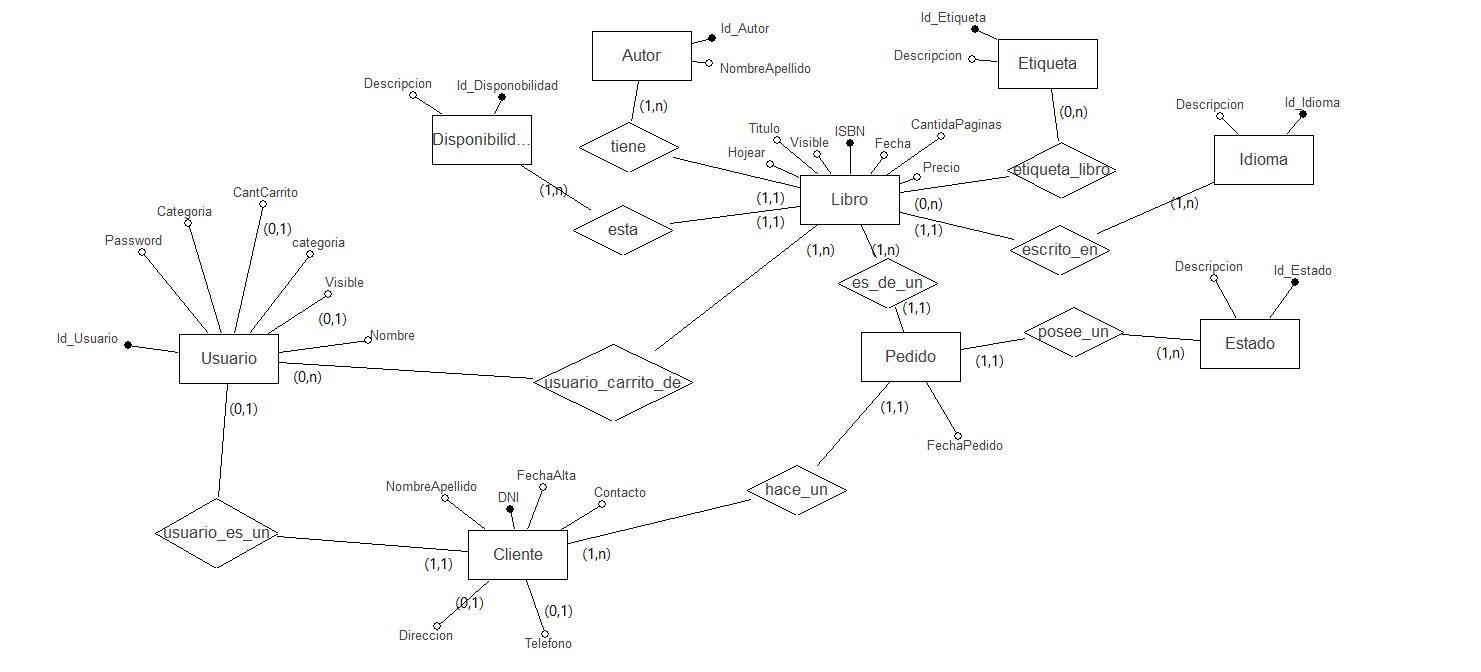 Id_Etiqueta
Id_Autor
Autor
Descripcion
Etiqueta
NombreApellido
Descripcion
Id_Disponobilidad
(1,n)
(0,n)
Descripcion
Id_Idioma
Disponibilid...
tiene
Titulo
Visible
ISBN
Fecha
CantidaPaginas
Hojear
Precio
etiqueta_libro
Idioma
(1,n)
(1,1)
Libro
(0,n)
(1,n)
CantCarrito
Categoria
(0,1)
Password
categoria
esta
(1,1)
(1,1)
(1,n)
(1,n)
escrito_en
Visible
(0,1)
es_de_un
(1,1)
Descripcion
Id_Estado
Id_Usuario
Nombre
Usuario
(0,n)
usuario_carrito_de
Pedido
(1,1)
posee_un
(1,n)
Estado
(0,1)
(1,1)
FechaPedido
NombreApellido
DNI
FechaAlta
Contacto
hace_un
usuario_es_un
(1,1)
Cliente
(1,n)
(0,1)
(0,1)
Direccion
Telefono